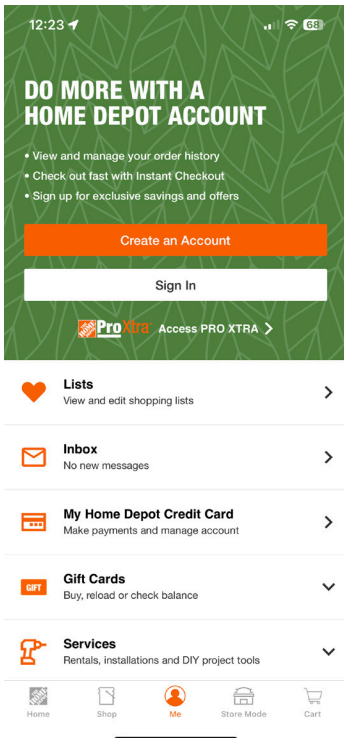 12:23
68
DO MORE WITH A
HOME DEPOT ACCOUNT
• View and manage your order history
• Check out fast with Instant Checkout
• Sign up for exclusive savings and offers
Create an Account
Sign In
Pro Xtra Access PRO XTRA
Lists
View and edit shopping lists
Inbox
No new messages
My Home Depot Credit Card
Make payments and manage account
GIFT
Gift Cards
Buy, reload or check balance
Services
Rentals, installations and DIY project tools
Home
Shop
Me
Store Mode
Cart